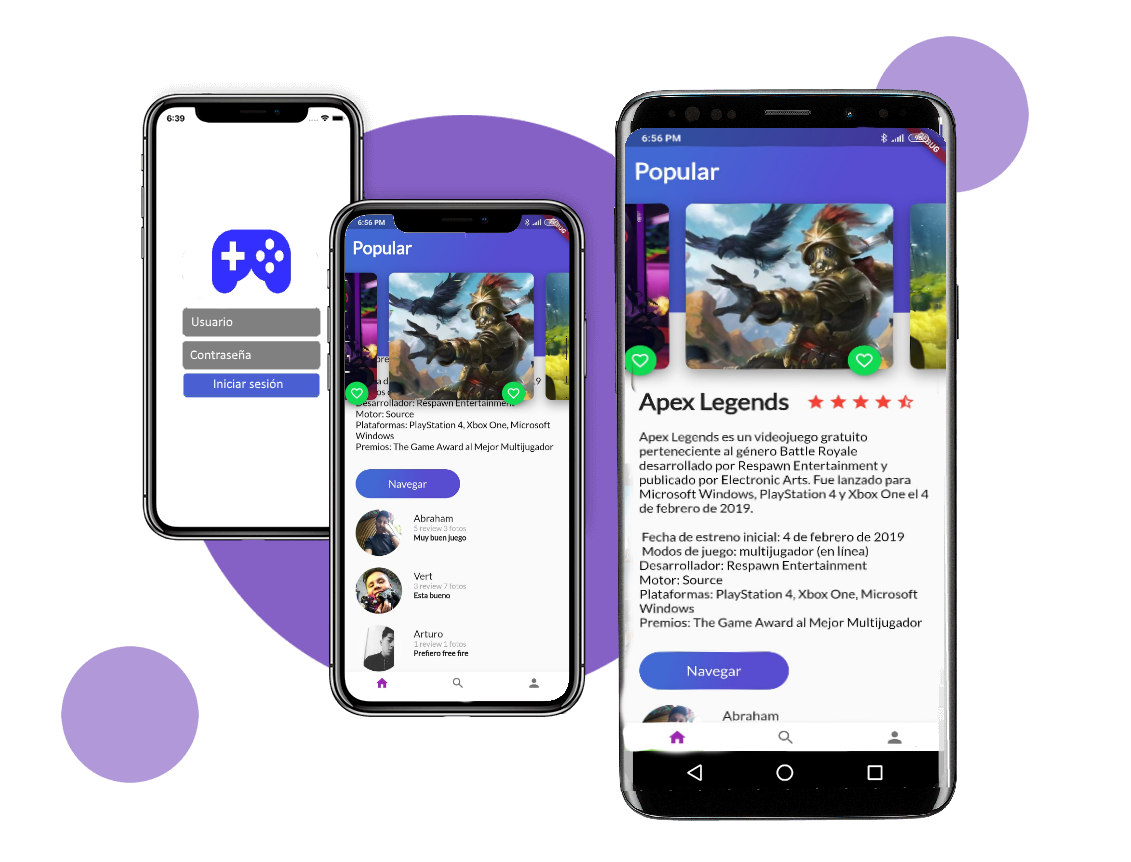 6:39
Usuario
Contraseña
Iniciar sesión
6:56 PM
Popular
9
Desarrollador: Respawn Entertainment
Motor: Source
Plataformas: PlayStation 4, Xbox One, Microsoft
Windows
Premios: The Game Award al Mejor Multijugador
Navegar
Abraham
5 review 3 fotos
Muy buen juego
Vert
3 review 7 fotos
Esta bueno
Arturo
1 review 1 fotos
Prefiero free fire
6:56 PM
Popular
Apex Legends
Apex Legends es un videojuego gratuito
perteneciente al género Battle Royale
desarrollado por Respawn Entertainment y
publicado por Electronic Arts. Fue lanzado para
Microsoft Windows, PlayStation 4 y Xbox One el 4
de febrero de 2019.
Fecha de estreno inicial: 4 de febrero de 2019
Modos de juego: multijugador (en línea)
Desarrollador: Respawn Entertainment
Motor: Source
Plataformas: PlayStation 4, Xbox One, Microsoft
Windows
Premios: The Game Award al Mejor Multijugador
Navegar
Abraham